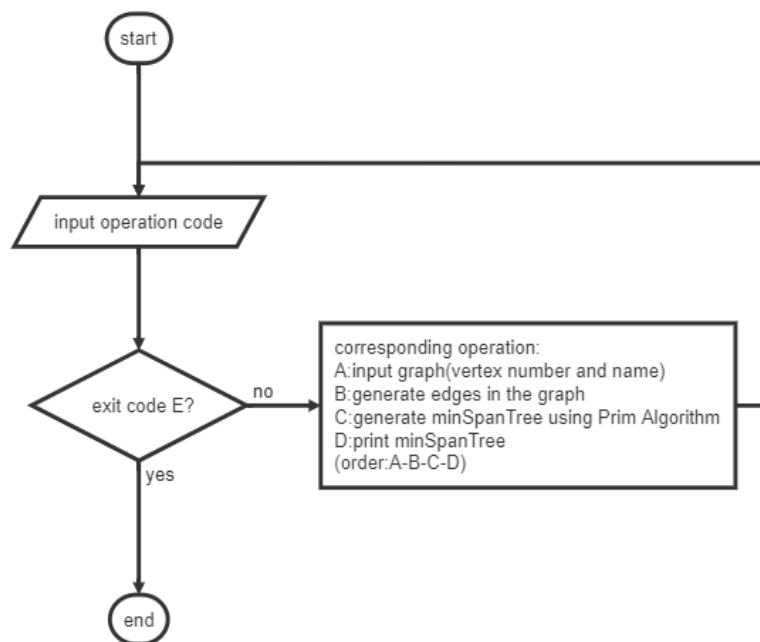 start
input operation code
exit code E?
no
corresponding operation:
A:input graph(vertex number and name)
B:generate edges in the graph
C:generate minSpanTree using Prim Algorithm
D:print minSpanTree
(order:A-B-C-D)
yes
end